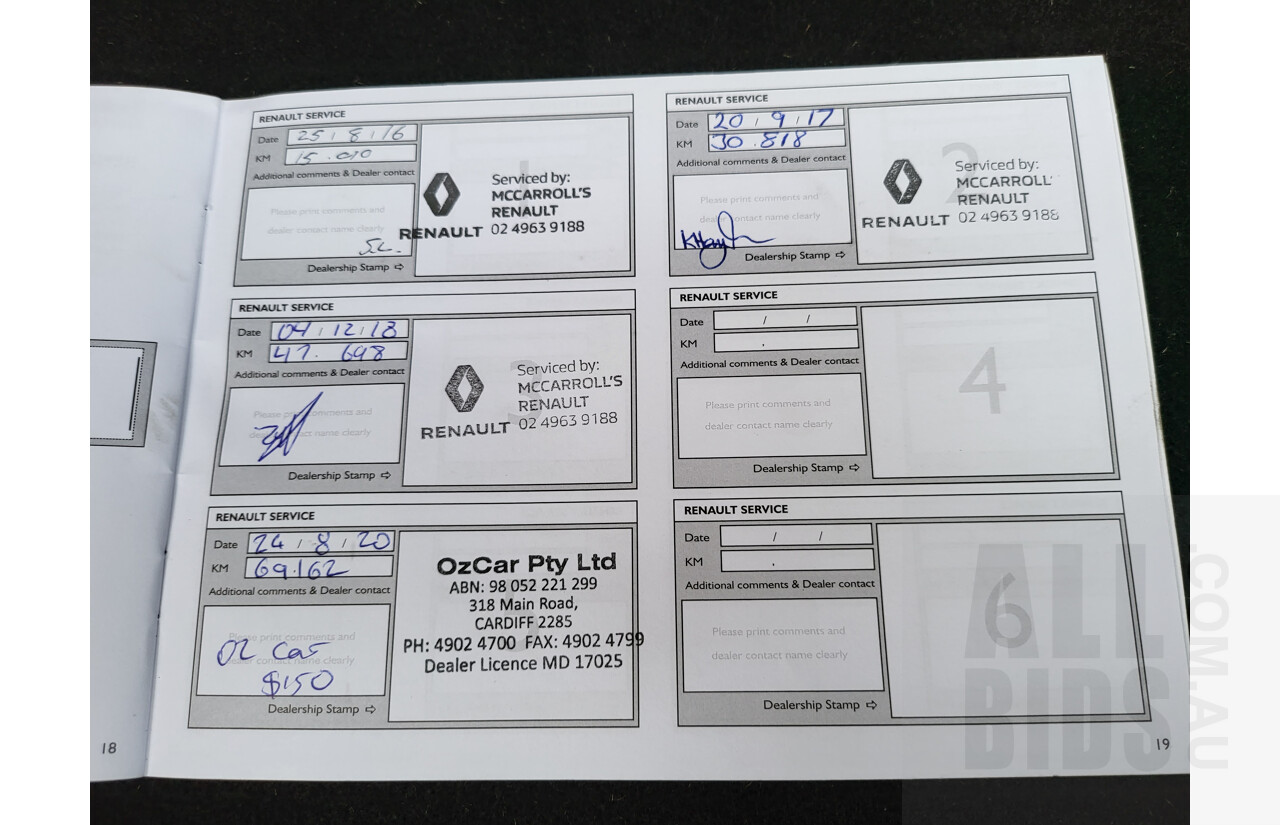 RENAULT SERVICE
Date 25 / 8 / 16
KM 15.010
Additional comments & Dealer contact
Please print comments and
dealer contact name clearly
Dealership Stamp ⇨
1
RENAULT
Serviced by:
MCCARROLL'S
RENAULT
02 4963 9188
RENAULT SERVICE
Date 20 / 9 / 17
KM 30.818
Additional comments & Dealer contact
Please print comments and
dealer contact name clearly
Dealership Stamp ⇨
2
RENAULT
Serviced by:
MCCARROLL'
RENAULT
02 4963 9188
RENAULT SERVICE
Date 04 / 12 / 18
KM 47.698
Additional comments & Dealer contact
Please print comments and
dealer contact name clearly
Dealership Stamp ⇨
3
RENAULT
Serviced by:
MCCARROLL'S
RENAULT
02 4963 9188
RENAULT SERVICE
Date / /
KM .
Additional comments & Dealer contact
Please print comments and
dealer contact name clearly
Dealership Stamp ⇨
4
RENAULT SERVICE
Date 24 / 8 / 20
KM 69.162
Additional comments & Dealer contact
Please print comments and
dealer contact name clearly
OZ Car
$150
Dealership Stamp ⇨
5
OzCar Pty Ltd
ABN: 98 052 221 299
318 Main Road,
CARDIFF 2285
PH: 4902 4700 FAX: 4902 4799
Dealer Licence MD 17025
RENAULT SERVICE
Date / /
KM .
Additional comments & Dealer contact
Please print comments and
dealer contact name clearly
Dealership Stamp ⇨
6
18
19
ALL
BIDS
.COM.AU